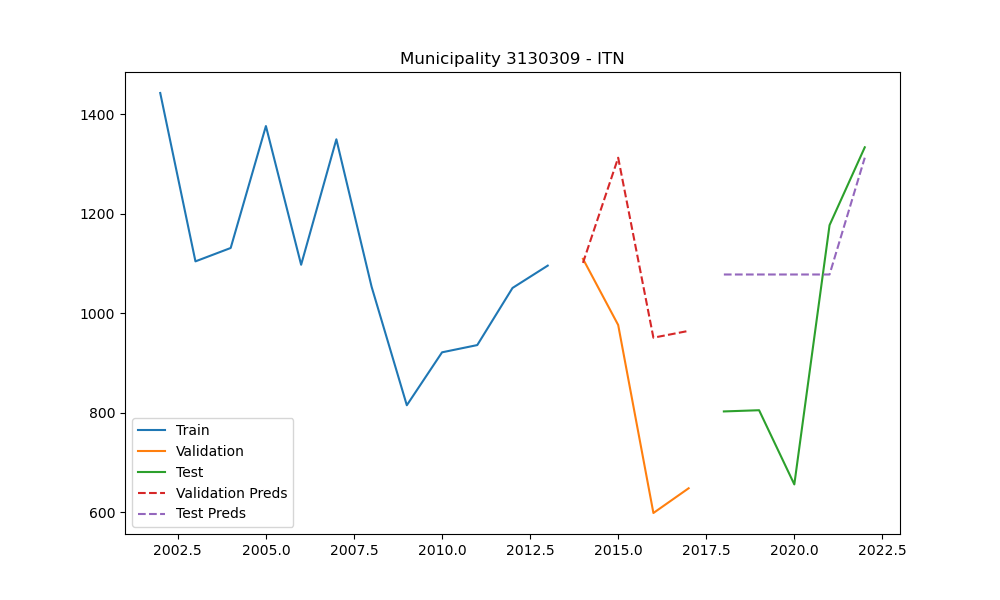 Municipality 3130309 - ITN
1400
1200
1000
800
600
Train
Validation
Test
Validation Preds
Test Preds
2002.5 2005.0 2007.5 2010.0 2012.5 2015.0 2017.5 2020.0 2022.5